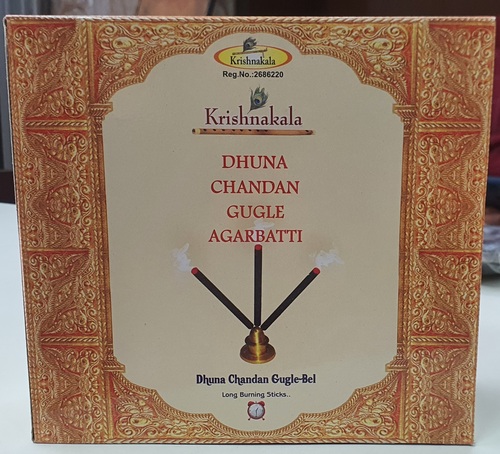 Krishnakala
Reg.No.:2686220
Krishnakala
DHUNA
CHANDAN
GUGLE
AGARBATTI
Dhuna Chandan Gugle-Bel
Long Burning Sticks..